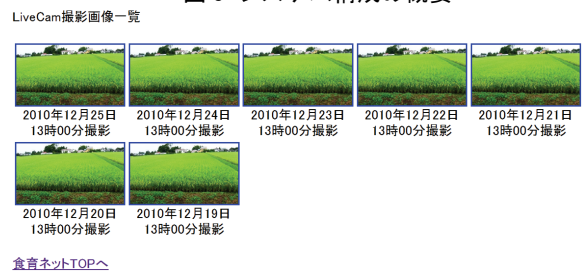 LiveCam撮影画像一覧
2010年12月25日 2010年12月24日 2010年12月23日 2010年12月22日 2010年12月21日
13時00分撮影 13時00分撮影 13時00分撮影 13時00分撮影 13時00分撮影
2010年12月20日 2010年12月19日
13時00分撮影 13時00分撮影
食育ネットTOPへ